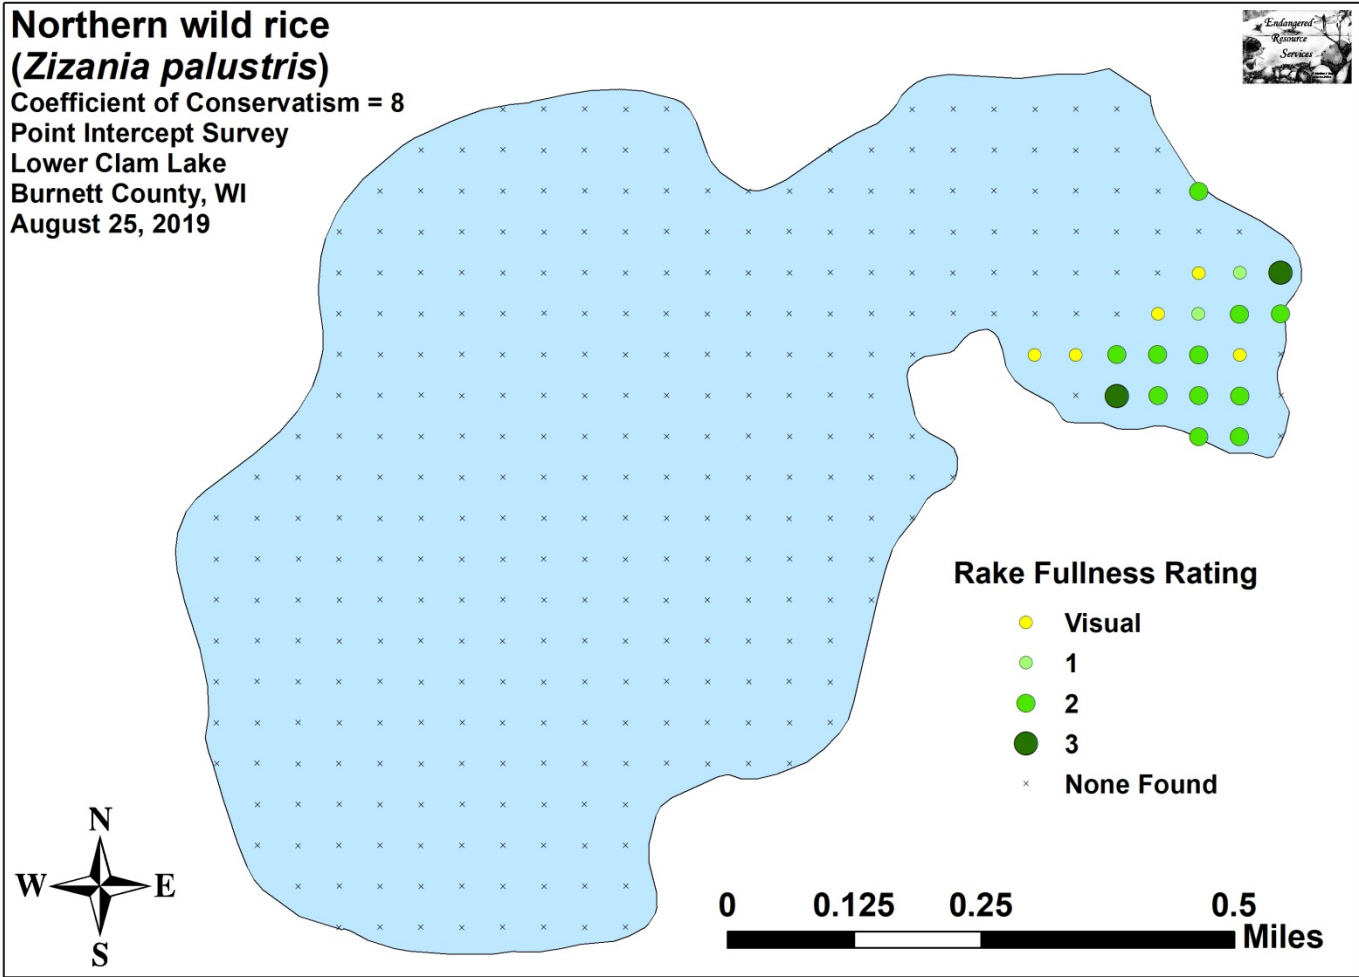 Northern wild rice
(Zizania palustris)
Coefficient of Conservatism = 8
Point Intercept Survey
Lower Clam Lake
Burnett County, WI
August 25, 2019
Endangered
Resource
Services
Rake Fullness Rating
Visual
1
2
3
None Found
N
W E
S
0 0.125 0.25 0.5
Miles